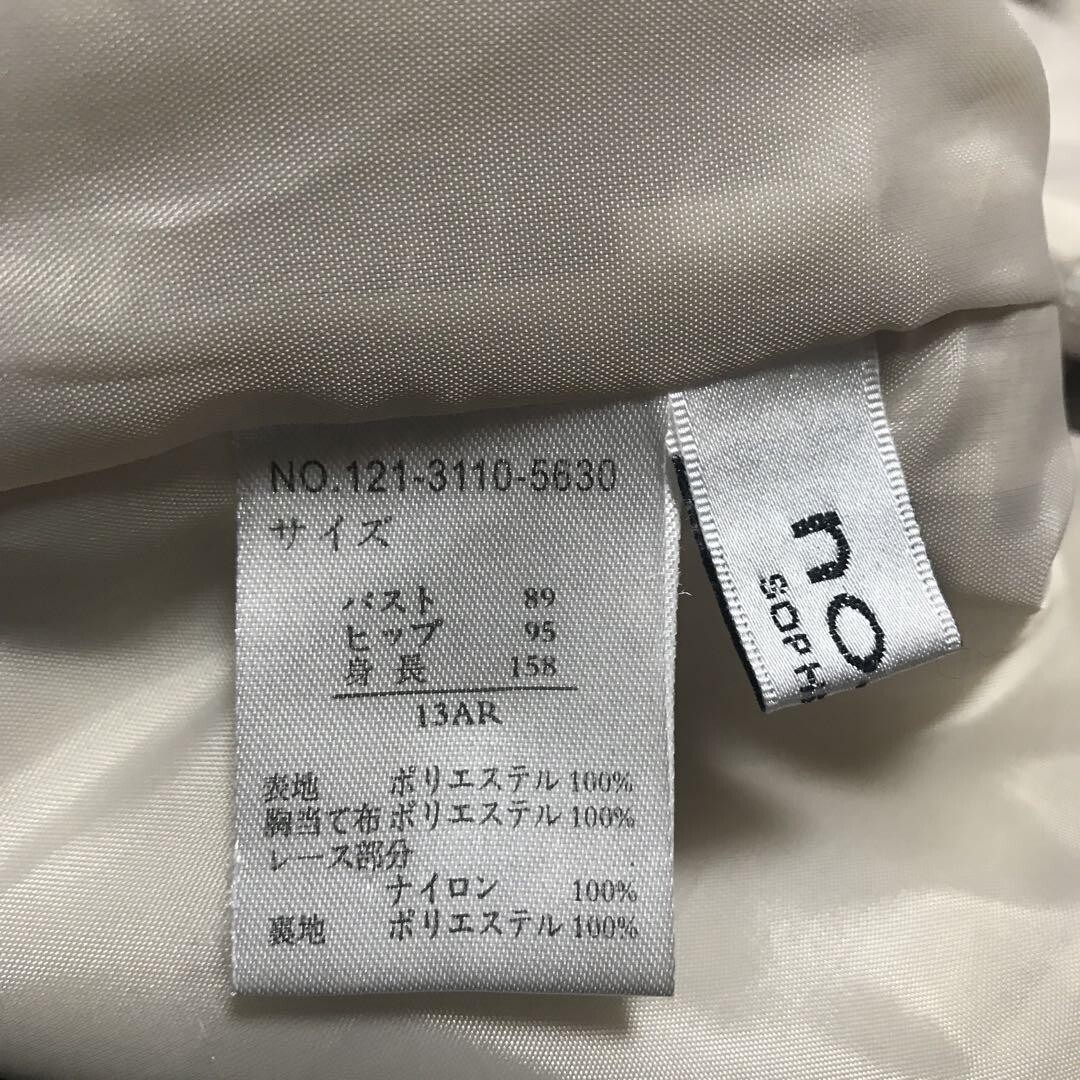 NO.121-3110-5630
サイズ
バスト 89
ヒップ 95
身長 158
13AR
表地 ポリエステル 100%
胸当て布 ポリエステル 100%
レース部分
ナイロン 100%
裏地 ポリエステル 100%
no
SOPH